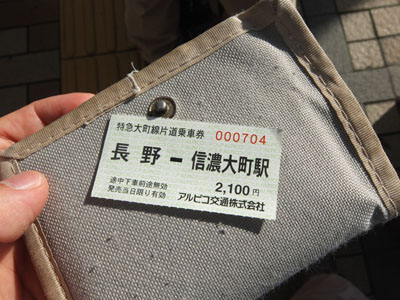 特急大町線片道乗車券 000704
長野 ー 信濃大町駅
途中下車前途無効
発売当日限り有効
2,100円
アルピコ交通株式会社